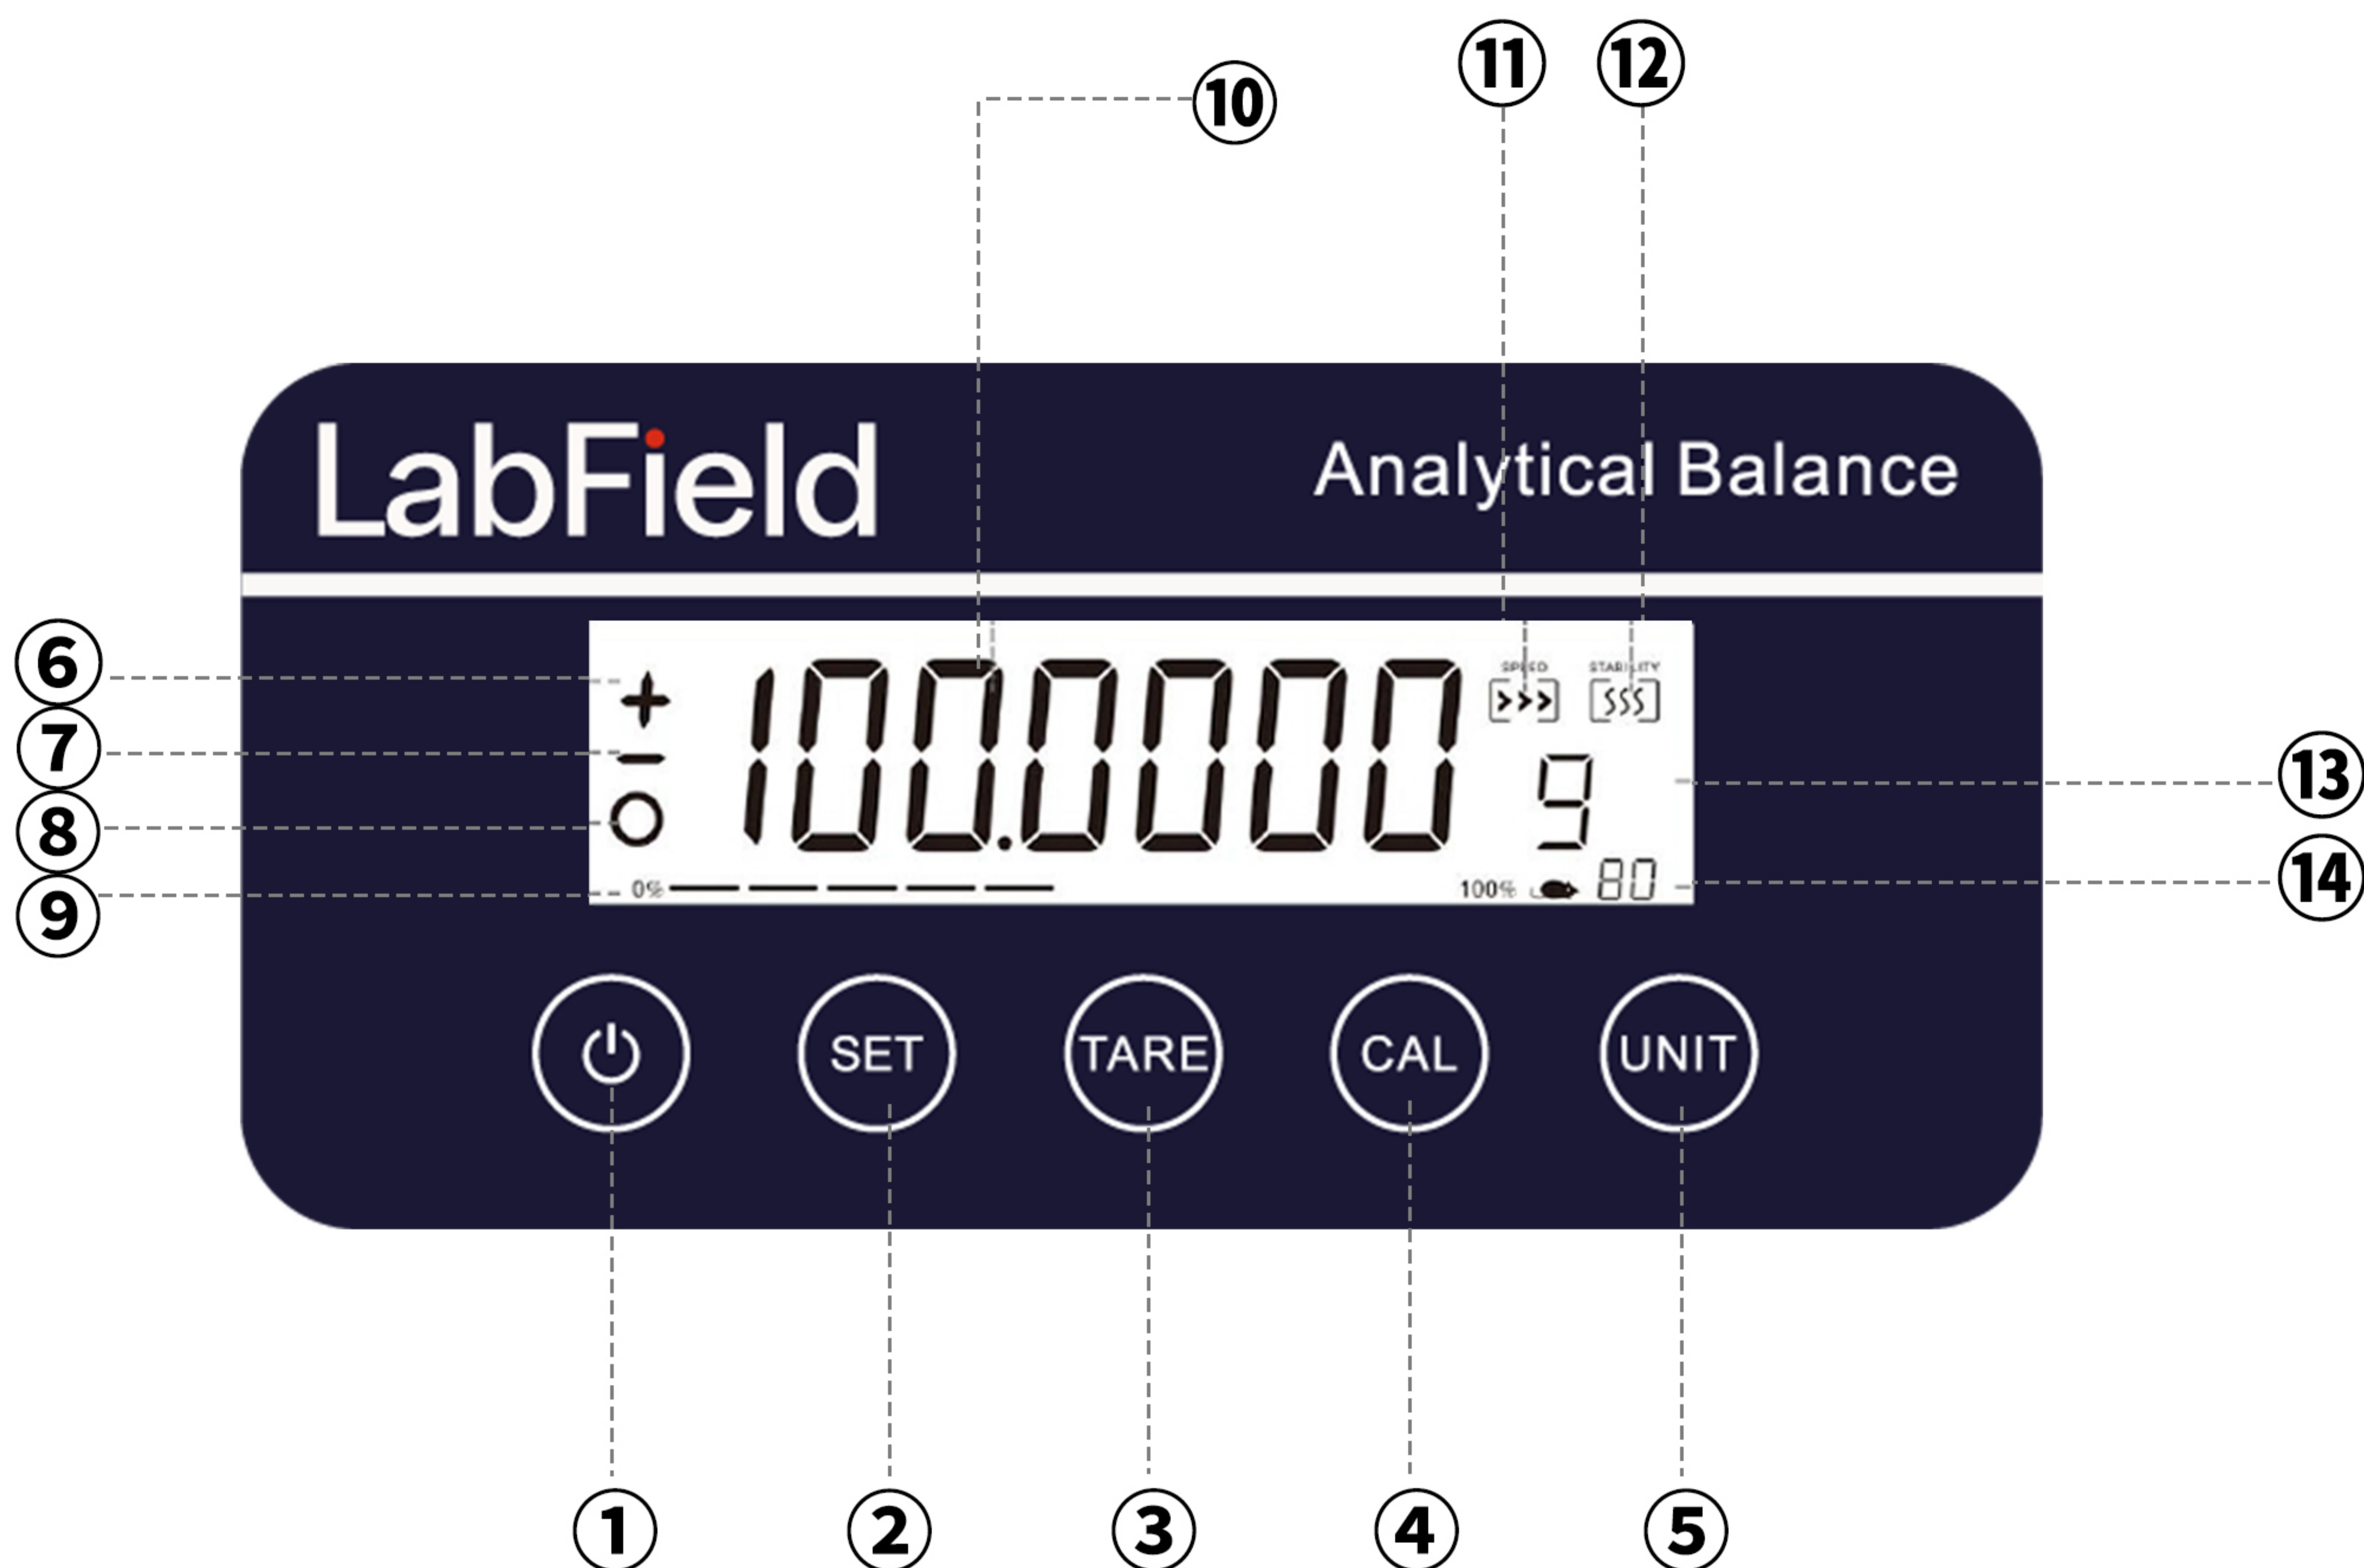 ⑪ ⑫
⑩
LabField
Analytical Balance
⑥
⑦
⑧
⑨
+
−
○
100.0000
SPEED
STABILITY
>>>
SSS
g
⑬
0%
100%
80
⑭
SET
TARE
CAL
UNIT
① ② ③ ④ ⑤